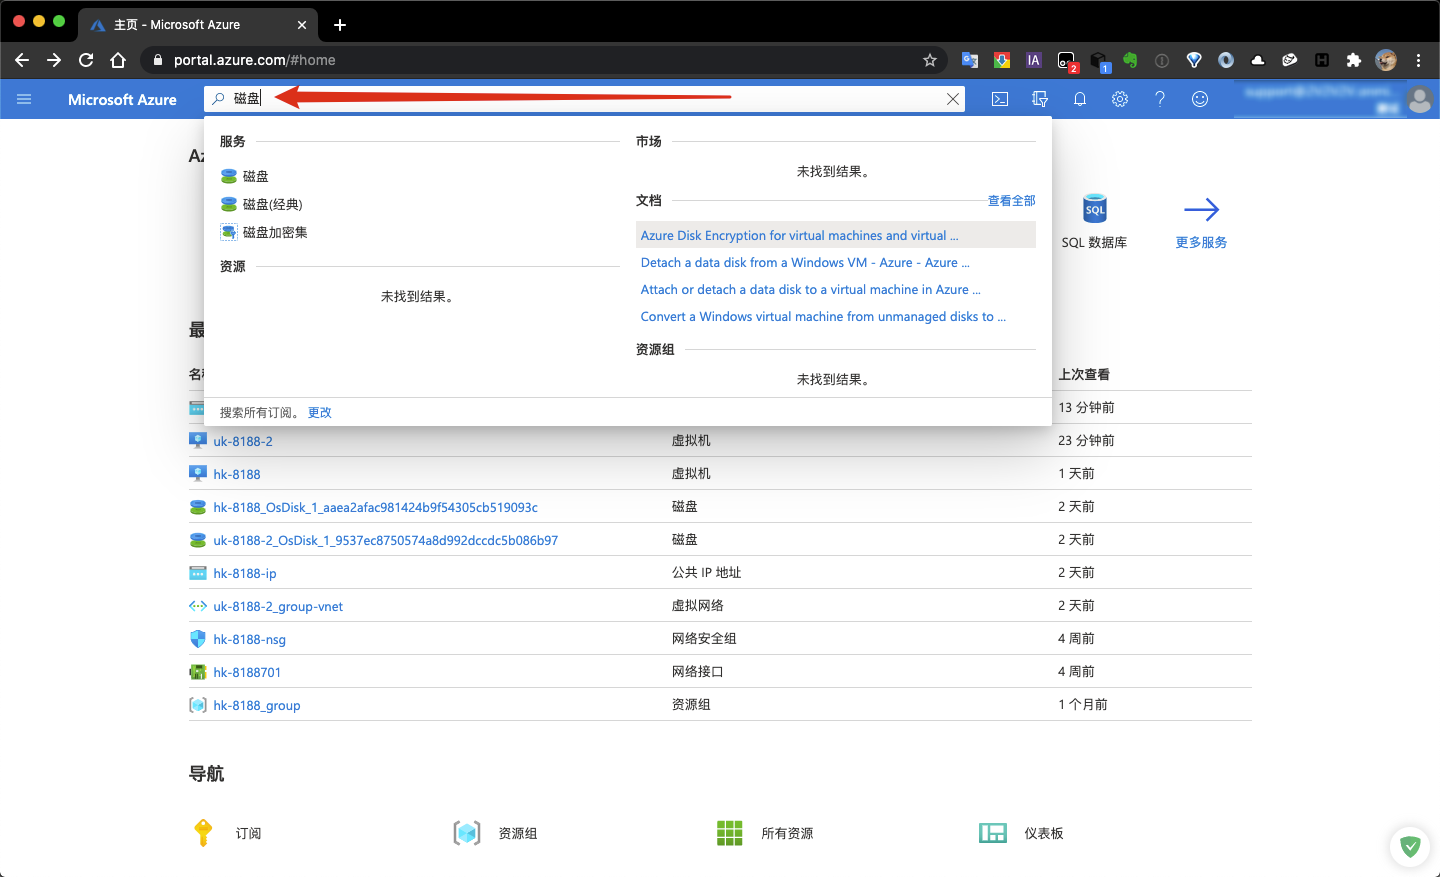 主页 - Microsoft Azure
portal.azure.com/#home
IA
2
1
Microsoft Azure
磁盘
服务
磁盘
磁盘(经典)
磁盘加密集
资源
未找到结果。
市场
未找到结果。
文档
查看全部
Azure Disk Encryption for virtual machines and virtual ...
Detach a data disk from a Windows VM - Azure - Azure ...
Attach or detach a data disk to a virtual machine in Azure ...
Convert a Windows virtual machine from unmanaged disks to ...
资源组
未找到结果。
搜索所有订阅。 更改
SQL
SQL 数据库
更多服务
上次查看
13 分钟前
uk-8188-2 虚拟机 23 分钟前
hk-8188 虚拟机 1 天前
hk-8188_OsDisk_1_aaea2afac981424b9f54305cb519093c 磁盘 2 天前
uk-8188-2_OsDisk_1_9537ec8750574a8d992dccdc5b086b97 磁盘 2 天前
hk-8188-ip 公共 IP 地址 2 天前
uk-8188-2_group-vnet 虚拟网络 2 天前
hk-8188-nsg 网络安全组 4 周前
hk-8188701 网络接口 4 周前
hk-8188_group 资源组 1 个月前
导航
订阅
资源组
所有资源
仪表板